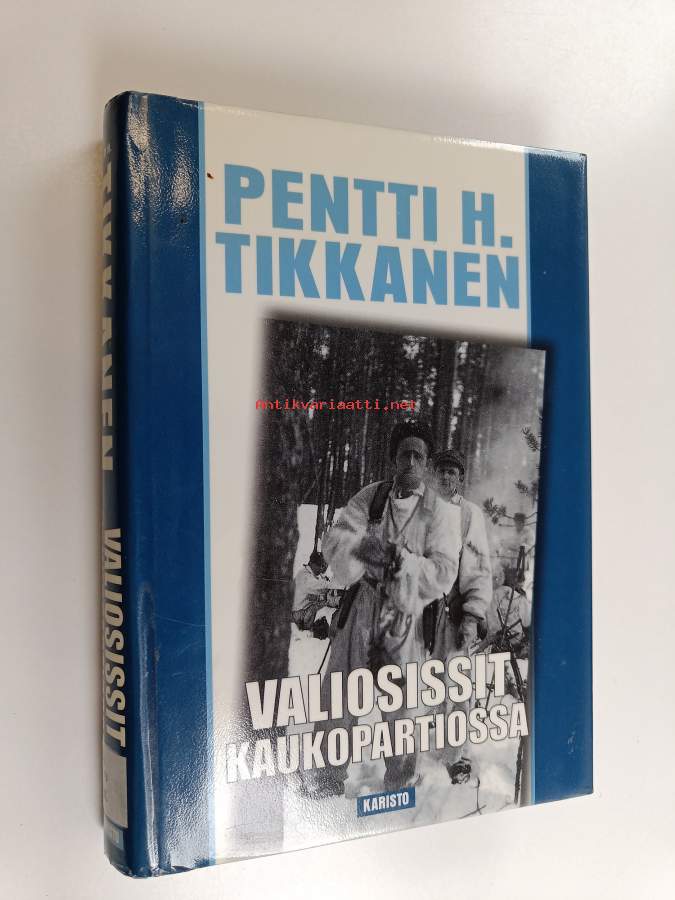 PENTTI H.
TIKKANEN
antikvariaatti.net
VALIOSISSIT
KAUKOPARTIOSSA
KARISTO
TIKKANEN VALIOSISSIT